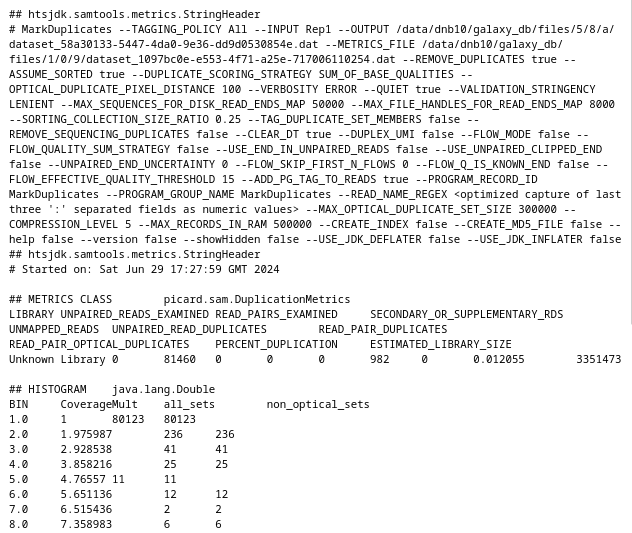 ## htsjdk.samtools.metrics.StringHeader
# MarkDuplicates --TAGGING_POLICY All --INPUT Rep1 --OUTPUT /data/dnb10/galaxy_db/files/5/8/a/
dataset_58a30133-5447-4da0-9e36-dd9d0530854e.dat --METRICS_FILE /data/dnb10/galaxy_db/
files/1/0/9/dataset_1097bc0e-e553-4f71-a25e-717006110254.dat --REMOVE_DUPLICATES true --
ASSUME_SORTED true --DUPLICATE_SCORING_STRATEGY SUM_OF_BASE_QUALITIES --
OPTICAL_DUPLICATE_PIXEL_DISTANCE 100 --VERBOSITY ERROR --QUIET true --VALIDATION_STRINGENCY
LENIENT --MAX_SEQUENCES_FOR_DISK_READ_ENDS_MAP 50000 --MAX_FILE_HANDLES_FOR_READ_ENDS_MAP 8000
--SORTING_COLLECTION_SIZE_RATIO 0.25 --TAG_DUPLICATE_SET_MEMBERS false --
REMOVE_SEQUENCING_DUPLICATES false --CLEAR_DT true --DUPLEX_UMI false --FLOW_MODE false --
FLOW_QUALITY_SUM_STRATEGY false --USE_END_IN_UNPAIRED_READS false --USE_UNPAIRED_CLIPPED_END
false --UNPAIRED_END_UNCERTAINTY 0 --FLOW_SKIP_FIRST_N_FLOWS 0 --FLOW_Q_IS_KNOWN_END false --
FLOW_EFFECTIVE_QUALITY_THRESHOLD 15 --ADD_PG_TAG_TO_READS true --PROGRAM_RECORD_ID
MarkDuplicates --PROGRAM_GROUP_NAME MarkDuplicates --READ_NAME_REGEX <optimized capture of last
three ':' separated fields as numeric values> --MAX_OPTICAL_DUPLICATE_SET_SIZE 300000 --
COMPRESSION_LEVEL 5 --MAX_RECORDS_IN_RAM 500000 --CREATE_INDEX false --CREATE_MD5_FILE false --
help false --version false --showHidden false --USE_JDK_DEFLATER false --USE_JDK_INFLATER false
## htsjdk.samtools.metrics.StringHeader
# Started on: Sat Jun 29 17:27:59 GMT 2024

## METRICS CLASS picard.sam.DuplicationMetrics
LIBRARY UNPAIRED_READS_EXAMINED READ_PAIRS_EXAMINED SECONDARY_OR_SUPPLEMENTARY_RDS
UNMAPPED_READS UNPAIRED_READ_DUPLICATES READ_PAIR_DUPLICATES
READ_PAIR_OPTICAL_DUPLICATES PERCENT_DUPLICATION ESTIMATED_LIBRARY_SIZE
Unknown Library 0 81460 0 0 0 982 0 0.012055 3351473

## HISTOGRAM java.lang.Double
BIN CoverageMult all_sets non_optical_sets
1.0 1 80123 80123
2.0 1.975987 236 236
3.0 2.928538 41 41
4.0 3.858216 25 25
5.0 4.76557 11 11
6.0 5.651136 12 12
7.0 6.515436 2 2
8.0 7.358983 6 6